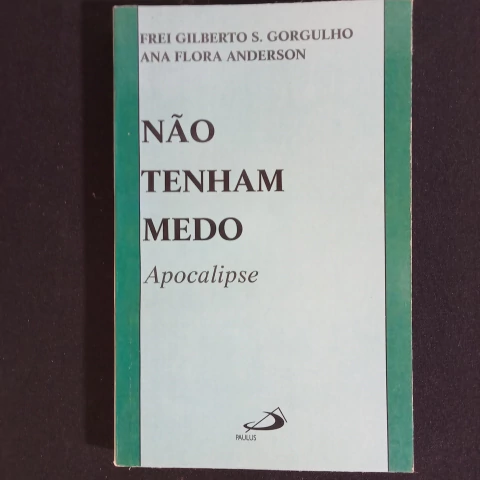 FREI GILBERTO S. GORGULHO
ANA FLORA ANDERSON
NÃO
TENHAM
MEDO
Apocalipse
PAULUS